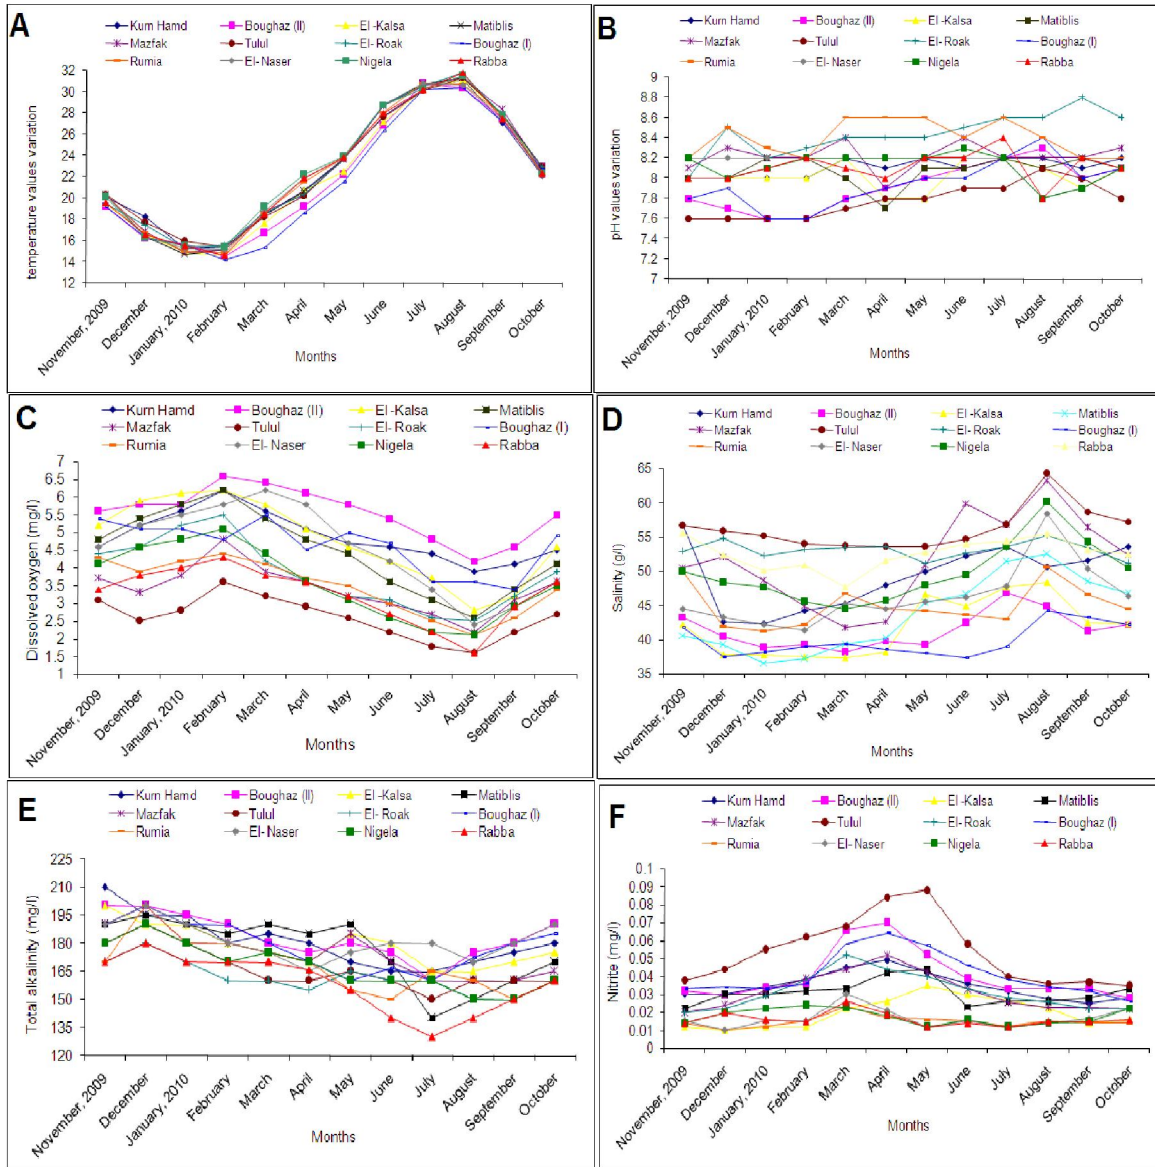 A
Kurn Hamd Boughaz (II) El-Kalsa Matiblis
Mazfak Tulul El-Roak Boughaz (I)
Rumia El-Naser Nigela Rabba
temperature values variation
32
30
28
26
24
22
20
18
16
14
12
November, 2009 December January, 2010 February March April May June July August September October
Months
B
Kurn Hamd Boughaz (II) El-Kalsa Matiblis
Mazfak Tulul El-Roak Boughaz (I)
Rumia El-Naser Nigela Rabba
pH values variation
9
8.8
8.6
8.4
8.2
8
7.8
7.6
7.4
7.2
7
November, 2009 December January, 2010 February March April May June July August September October
Months
C
Kurn Hamd Boughaz (II) El-Kalsa Matiblis
Mazfak Tulul El-Roak Boughaz (I)
Rumia El-Naser Nigela Rabba
Dissolved oxygen (mg/l)
7
6.5
6
5.5
5
4.5
4
3.5
3
2.5
2
1.5
1
November, 2009 December January, 2010 February March April May June July August September October
Months
D
Kurn Hamd Boughaz (II) El-Kalsa Matiblis
Mazfak Tulul El-Roak Boughaz (I)
Rumia El-Naser Nigela Rabba
Salinity (g/l)
65
60
55
50
45
40
35
November, 2009 December January, 2010 February March April May June July August September October
Months
E
Kurn Hamd Boughaz (II) El-Kalsa Matiblis
Mazfak Tulul El-Roak Boughaz (I)
Rumia El-Naser Nigela Rabba
Total alkalinity (mg/l)
225
210
195
180
165
150
135
120
November, 2009 December January, 2010 February March April May June July August September October
Months
F
Kurn Hamd Boughaz (II) El-Kalsa Matiblis
Mazfak Tulul El-Roak Boughaz (I)
Rumia El-Naser Nigela Rabba
Nitrite (mg/l)
0.1
0.09
0.08
0.07
0.06
0.05
0.04
0.03
0.02
0.01
0
November, 2009 December January, 2010 February March April May June July August September October
Months